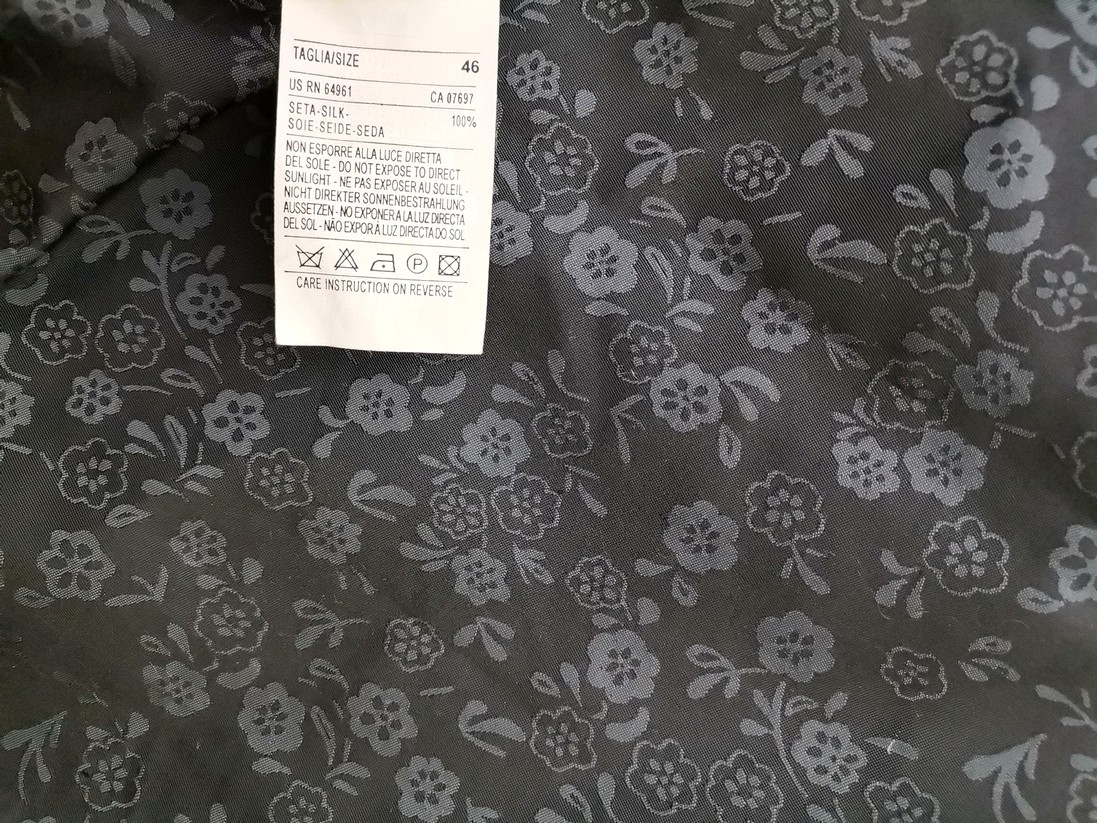 TAGLIA/SIZE 46
US RN 64961 CA 07697
SETA-SILK- 100%
SOIE-SEIDE-SEDA
NON ESPORRE ALLA LUCE DIRETTA
DEL SOLE - DO NOT EXPOSE TO DIRECT
SUNLIGHT - NE PAS EXPOSER AU SOLEIL -
NICHT DIREKTER SONNENBESTRAHLUNG
AUSSETZEN - NO EXPONER A LA LUZ DIRECTA
DEL SOL - NÃO EXPOR À LUZ DIRECTA DO SOL
P
CARE INSTRUCTION ON REVERSE